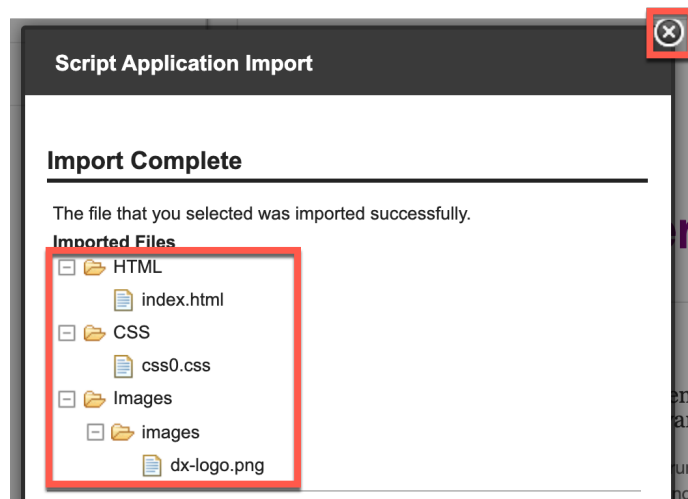 Script Application Import
Import Complete
The file that you selected was imported successfully.
Imported Files
HTML
index.html
CSS
css0.css
Images
images
dx-logo.png